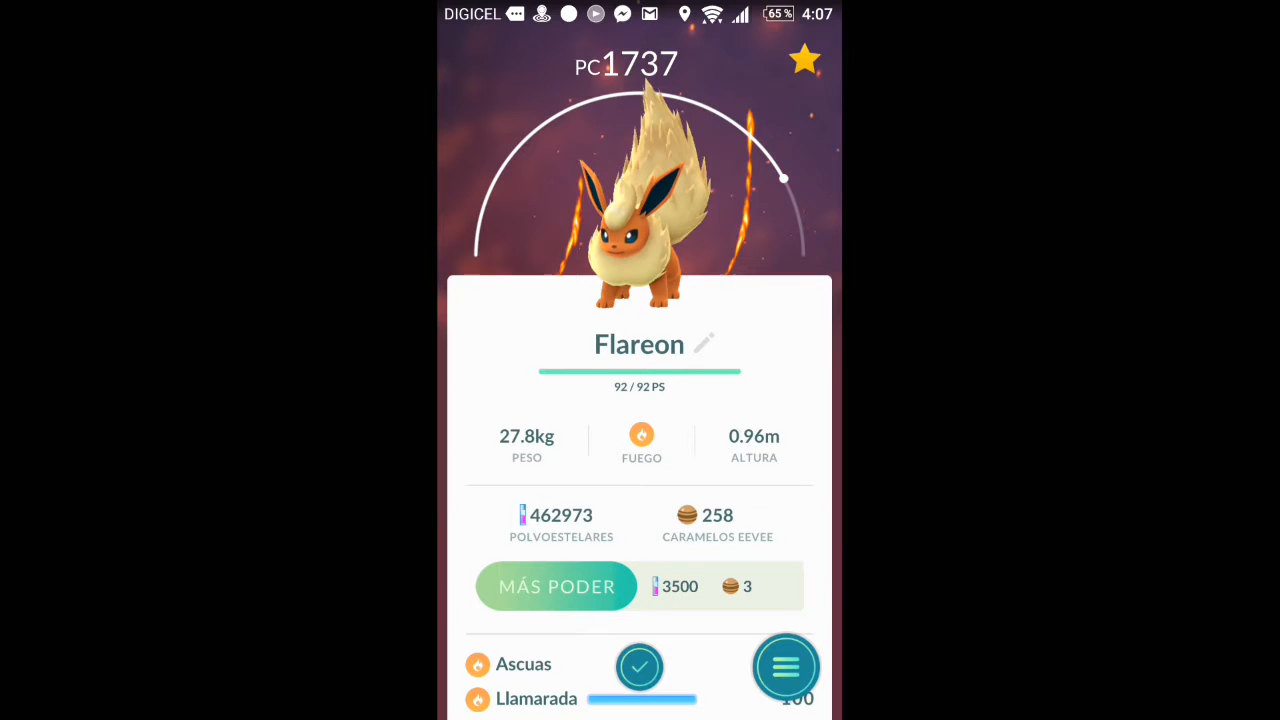 DIGICEL 65 % 4:07
PC1737
Flareon
92 / 92 PS
27.8kg 0.96m
PESO FUEGO ALTURA
462973 258
POLVOESTELARES CARAMELOS EEVEE
MÁS PODER 3500 3
Ascuas
Llamarada 100